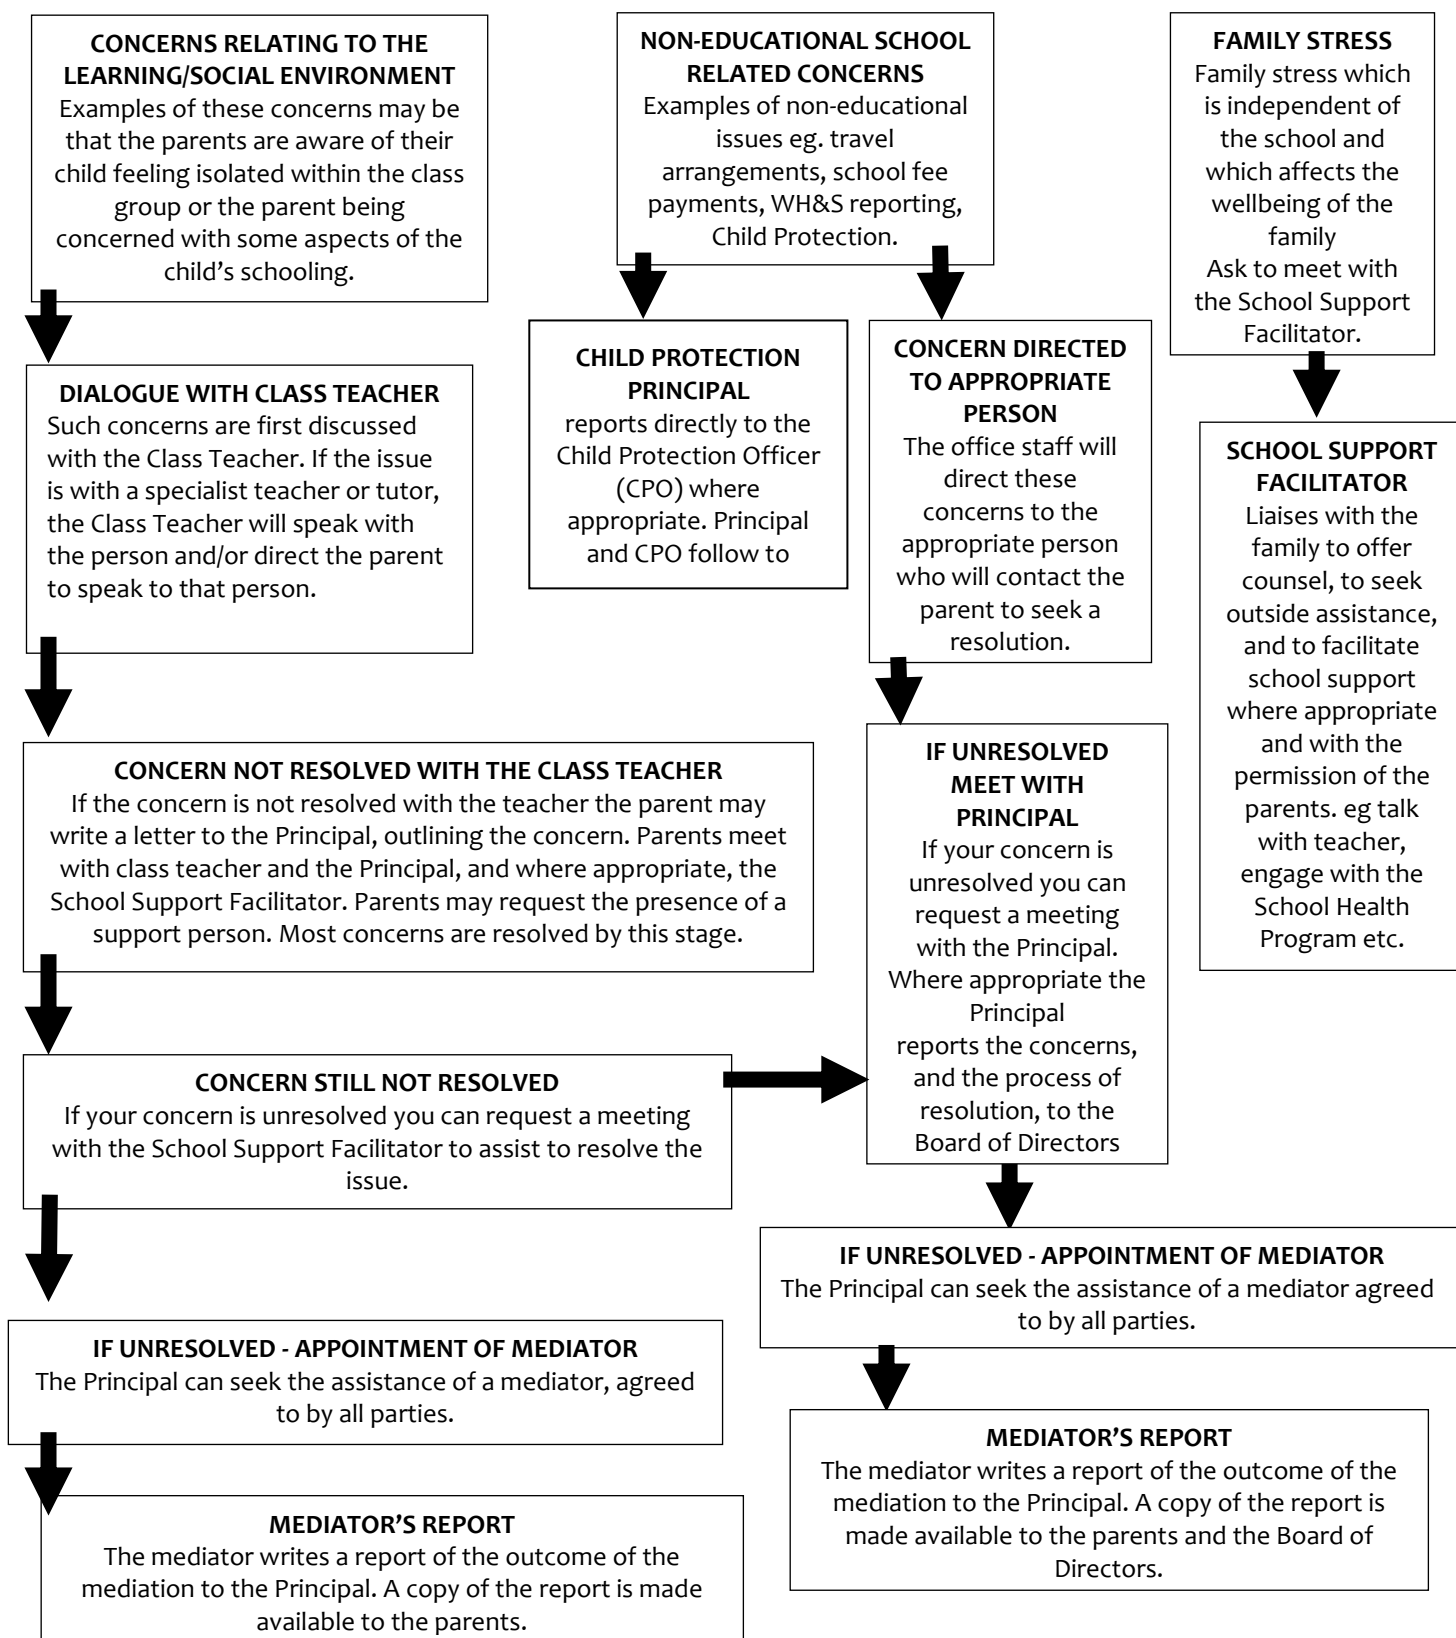 CONCERNS RELATING TO THE
LEARNING/SOCIAL ENVIRONMENT
Examples of these concerns may be
that the parents are aware of their
child feeling isolated within the class
group or the parent being
concerned with some aspects of the
child's schooling.
DIALOGUE WITH CLASS TEACHER
Such concerns are first discussed
with the Class Teacher. If the issue
is with a specialist teacher or tutor,
the Class Teacher will speak with
the person and/or direct the parent
to speak to that person.
CONCERN NOT RESOLVED WITH THE CLASS TEACHER
If the concern is not resolved with the teacher the parent may
write a letter to the Principal, outlining the concern. Parents meet
with class teacher and the Principal, and where appropriate, the
School Support Facilitator. Parents may request the presence of a
support person. Most concerns are resolved by this stage.
CONCERN STILL NOT RESOLVED
If your concern is unresolved you can request a meeting
with the School Support Facilitator to assist to resolve the
issue.
IF UNRESOLVED - APPOINTMENT OF MEDIATOR
The Principal can seek the assistance of a mediator, agreed
to by all parties.
MEDIATOR'S REPORT
The mediator writes a report of the outcome of the
mediation to the Principal. A copy of the report is made
available to the parents.
NON-EDUCATIONAL SCHOOL
RELATED CONCERNS
Examples of non-educational
issues eg. travel
arrangements, school fee
payments, WH&S reporting,
Child Protection.
CHILD PROTECTION
PRINCIPAL
reports directly to the
Child Protection Officer
(CPO) where
appropriate. Principal
and CPO follow to
CONCERN DIRECTED
TO APPROPRIATE
PERSON
The office staff will
direct these
concerns to the
appropriate person
who will contact the
parent to seek a
resolution.
IF UNRESOLVED
MEET WITH
PRINCIPAL
If your concern is
unresolved you can
request a meeting
with the Principal.
Where appropriate the
Principal
reports the concerns,
and the process of
resolution, to the
Board of Directors
IF UNRESOLVED - APPOINTMENT OF MEDIATOR
The Principal can seek the assistance of a mediator agreed
to by all parties.
MEDIATOR'S REPORT
The mediator writes a report of the outcome of the
mediation to the Principal. A copy of the report is
made available to the parents and the Board of
Directors.
FAMILY STRESS
Family stress which
is independent of
the school and
which affects the
wellbeing of the
family
Ask to meet with
the School Support
Facilitator.
SCHOOL SUPPORT
FACILITATOR
Liaises with the
family to offer
counsel, to seek
outside assistance,
and to facilitate
school support
where appropriate
and with the
permission of the
parents. eg talk
with teacher,
engage with the
School Health
Program etc.